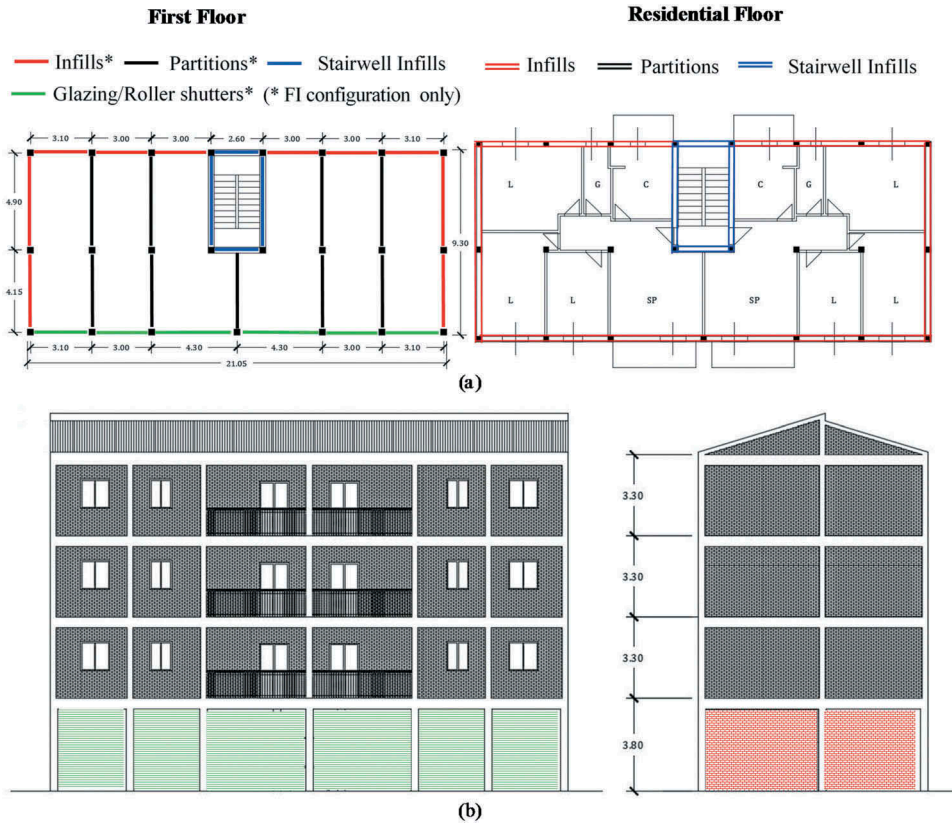 First Floor
Residential Floor
Infills* Partitions* Stairwell Infills
Glazing/Roller shutters* (* FI configuration only)
Infills Partitions Stairwell Infills
3.10 3.00 3.00 2.60 3.00 3.00 3.10
4.90
4.15
9.30
3.10 3.00 4.30 4.30 3.00 3.10
21.05
L G C C G L
L L SP SP L L
(a)
3.30
3.30
3.30
3.80
(b)